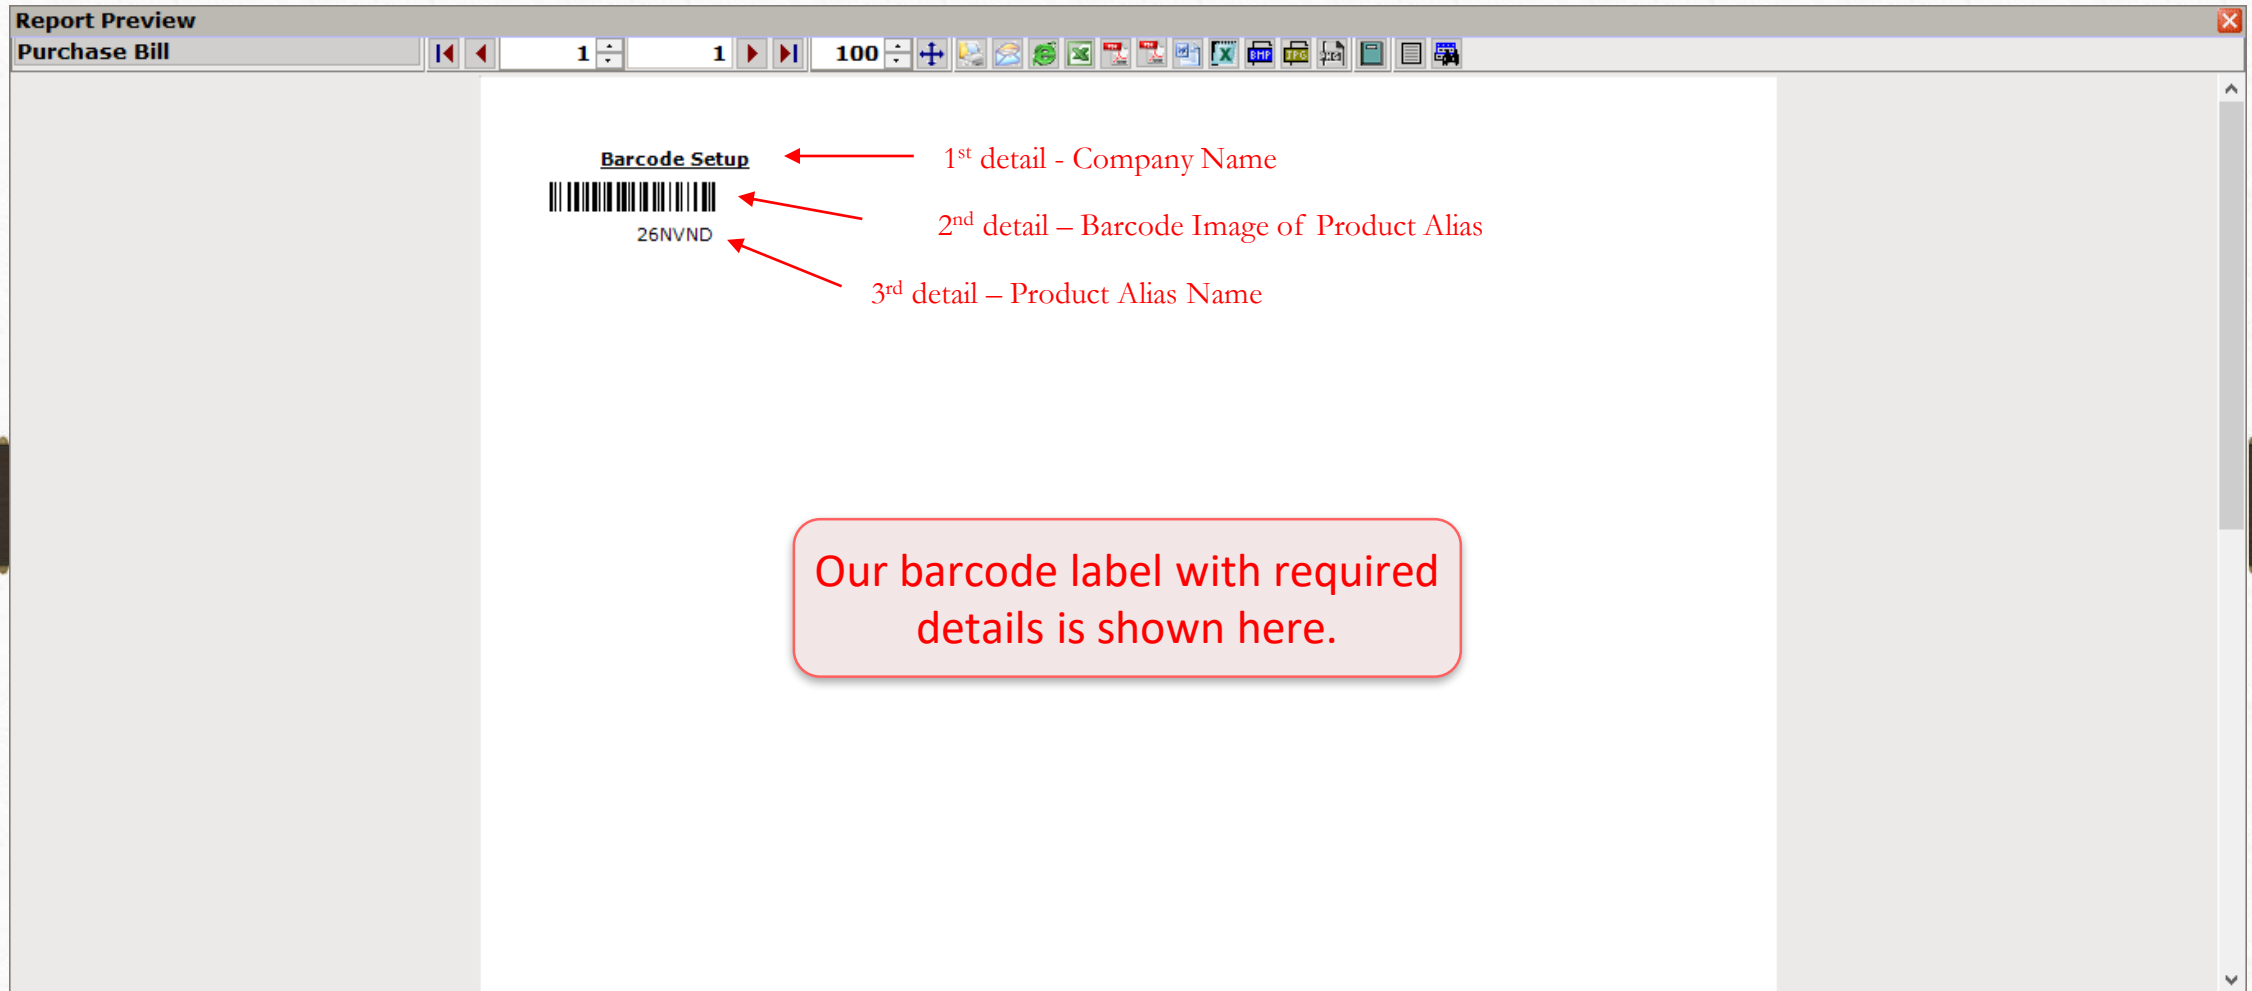 Report Preview
Purchase Bill 1 1 100
Barcode Setup
1st detail - Company Name
2nd detail – Barcode Image of Product Alias
26NVND
3rd detail – Product Alias Name
Our barcode label with required
details is shown here.